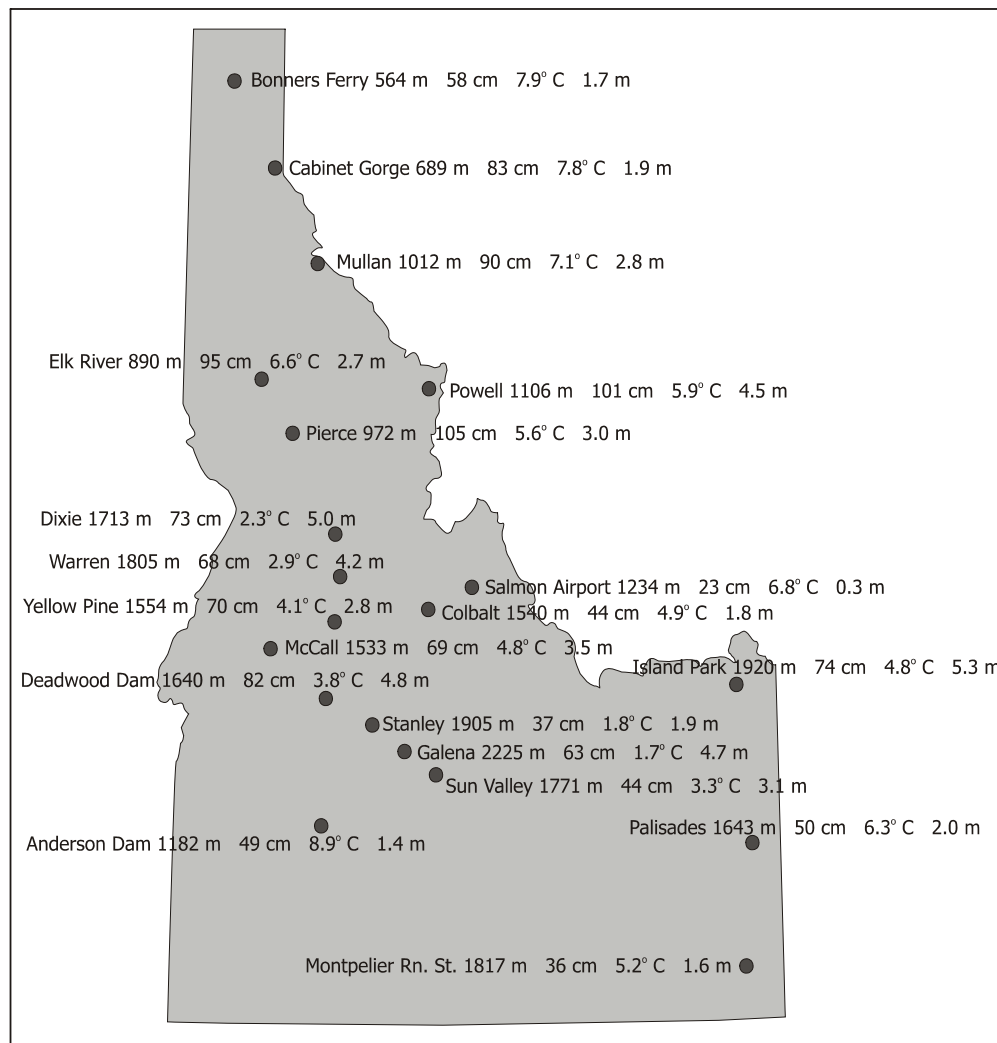 Bonners Ferry 564 m 58 cm 7.9° C 1.7 m
Cabinet Gorge 689 m 83 cm 7.8° C 1.9 m
Mullan 1012 m 90 cm 7.1° C 2.8 m
Elk River 890 m 95 cm 6.6° C 2.7 m
Powell 1106 m 101 cm 5.9° C 4.5 m
Pierce 972 m 105 cm 5.6° C 3.0 m
Dixie 1713 m 73 cm 2.3° C 5.0 m
Warren 1805 m 68 cm 2.9° C 4.2 m
Salmon Airport 1234 m 23 cm 6.8° C 0.3 m
Yellow Pine 1554 m 70 cm 4.1° C 2.8 m
Colbalt 1540 m 44 cm 4.9° C 1.8 m
McCall 1533 m 69 cm 4.8° C 3.5 m
Island Park 1920 m 74 cm 4.8° C 5.3 m
Deadwood Dam 1640 m 82 cm 3.8° C 4.8 m
Stanley 1905 m 37 cm 1.8° C 1.9 m
Galena 2225 m 63 cm 1.7° C 4.7 m
Sun Valley 1771 m 44 cm 3.3° C 3.1 m
Palisades 1643 m 50 cm 6.3° C 2.0 m
Anderson Dam 1182 m 49 cm 8.9° C 1.4 m
Montpelier Rn. St. 1817 m 36 cm 5.2° C 1.6 m